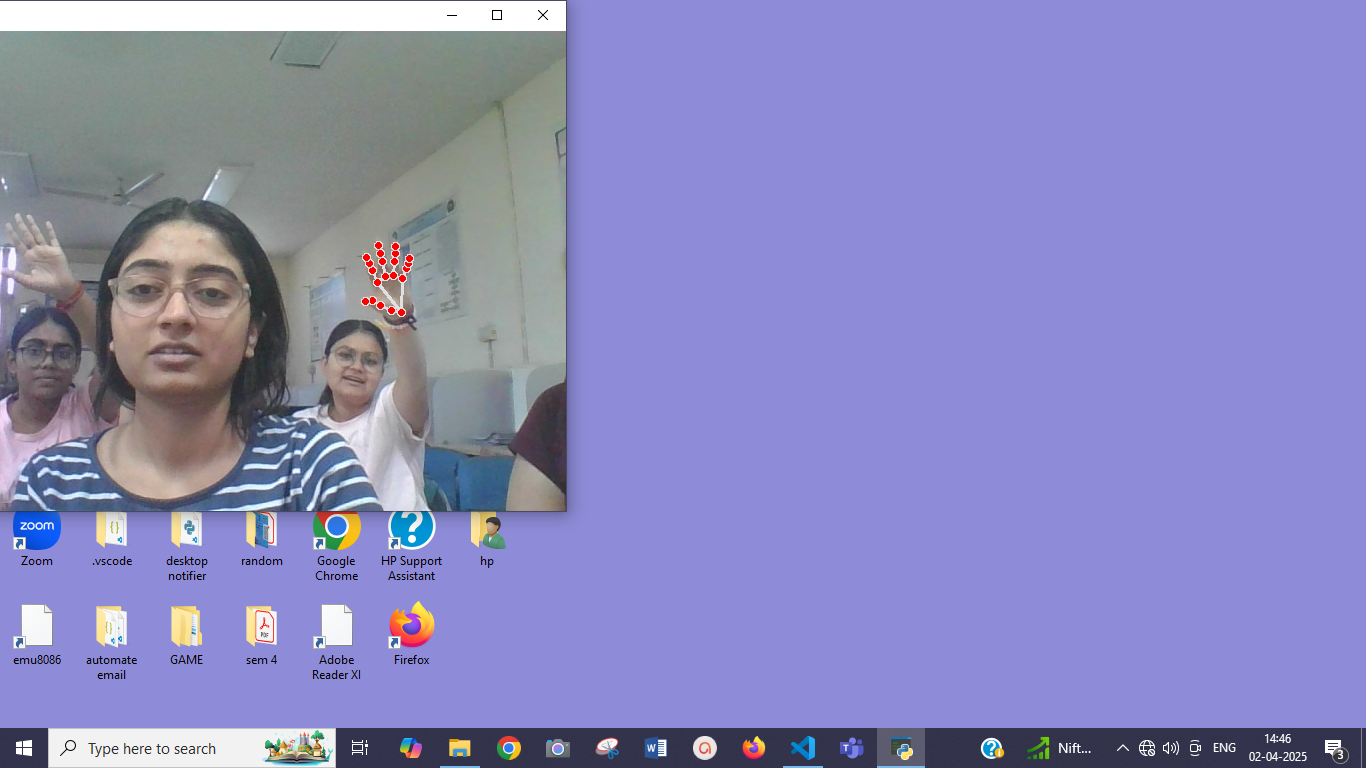 zoom
Zoom
.vscode
desktop
notifier
random
Google
Chrome
HP Support
Assistant
hp
emu8086
automate
email
GAME
PDF
sem 4
Adobe
Reader XI
Firefox
Type here to search
Nift...
ENG
14:46
02-04-2025
3